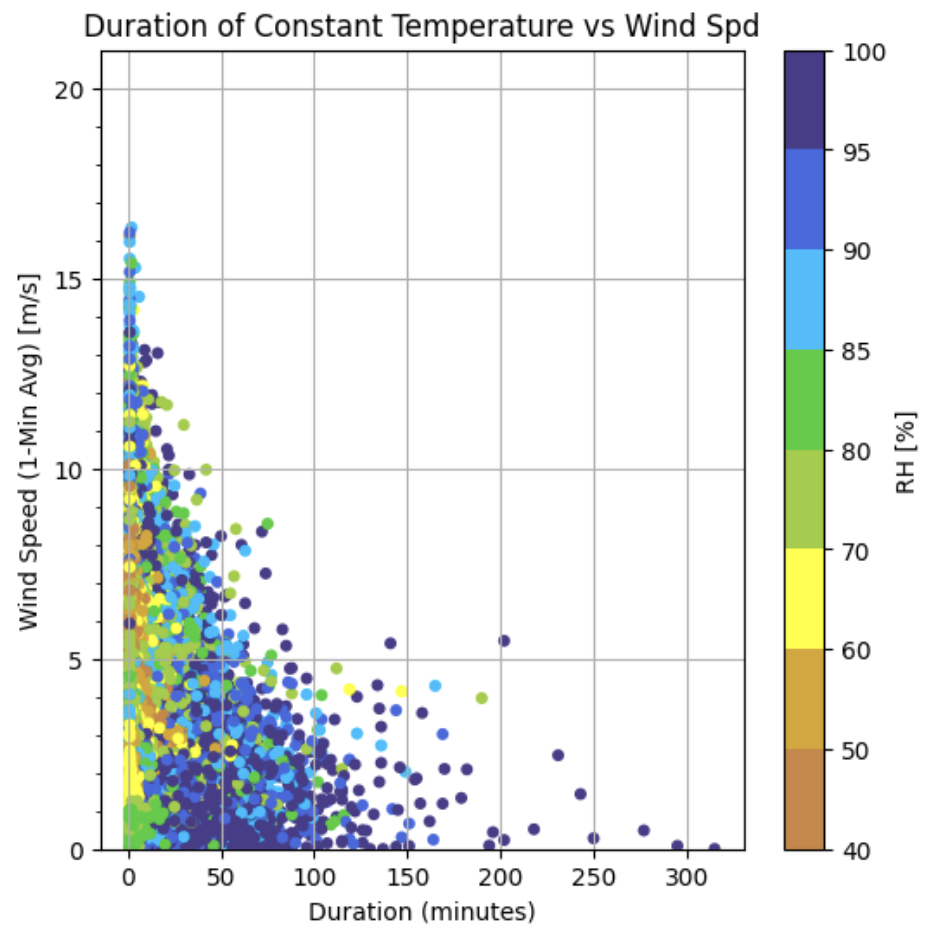 Duration of Constant Temperature vs Wind Spd
20
15
10
5
0
Wind Speed (1-Min Avg) [m/s]
0 50 100 150 200 250 300
Duration (minutes)
100
95
90
85
80
70
60
50
40
RH [%]